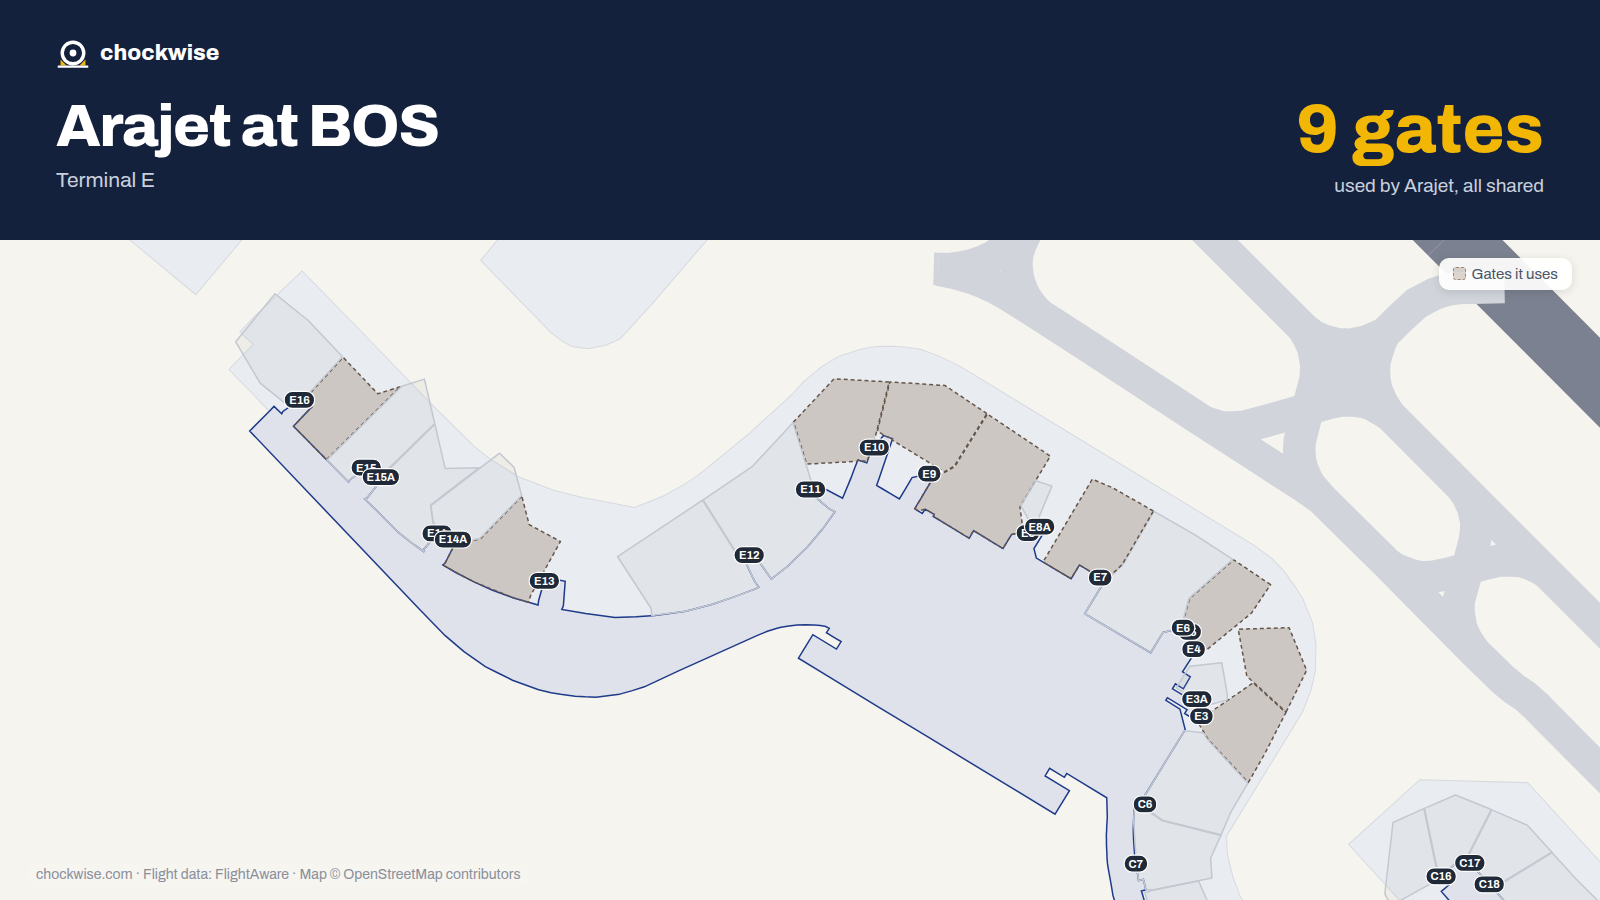 chockwise
Arajet at BOS
Terminal E
9 gates
used by Arajet, all shared
Gates it uses
E16
E15
E15A
E14A
E13
E12
E11
E10
E9
E8A
E7
E6
E4
E3A
E3
C6
C7
C17
C16
C18
chockwise.com · Flight data: FlightAware · Map © OpenStreetMap contributors